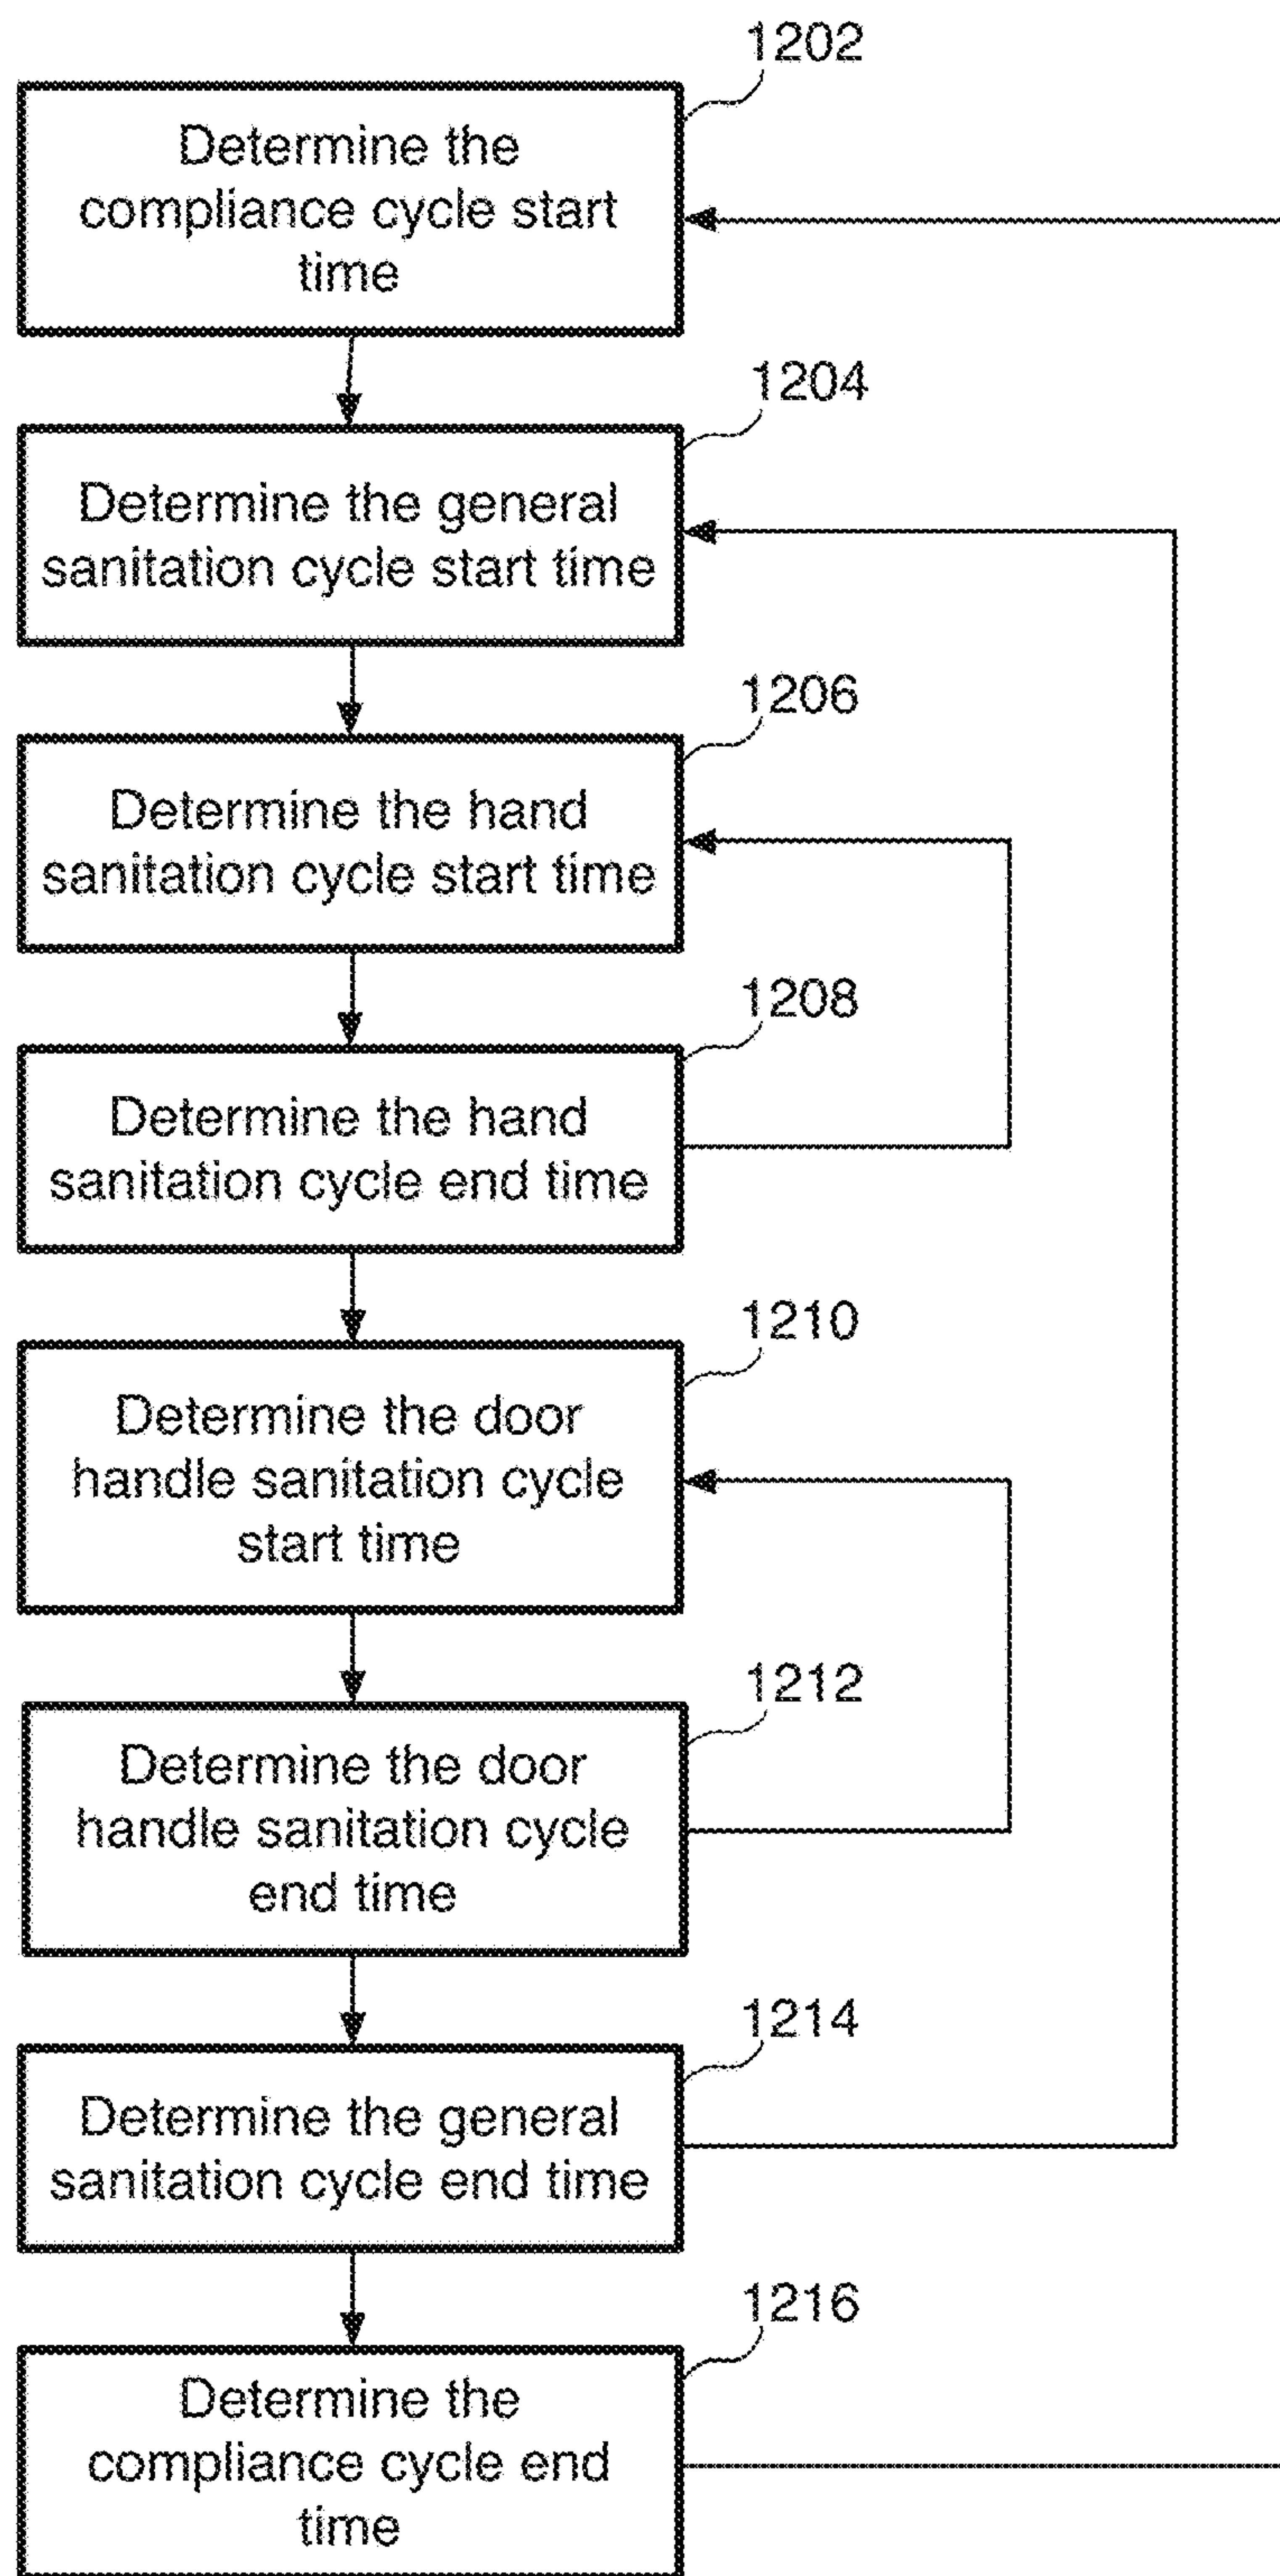 1202
Determine the
compliance cycle start
time
1204
Determine the general
sanitation cycle start time
1206
Determine the hand
sanitation cycle start time
1208
Determine the hand
sanitation cycle end time
1210
Determine the door
handle sanitation cycle
start time
1212
Determine the door
handle sanitation cycle
end time
1214
Determine the general
sanitation cycle end time
1216
Determine the
compliance cycle end
time